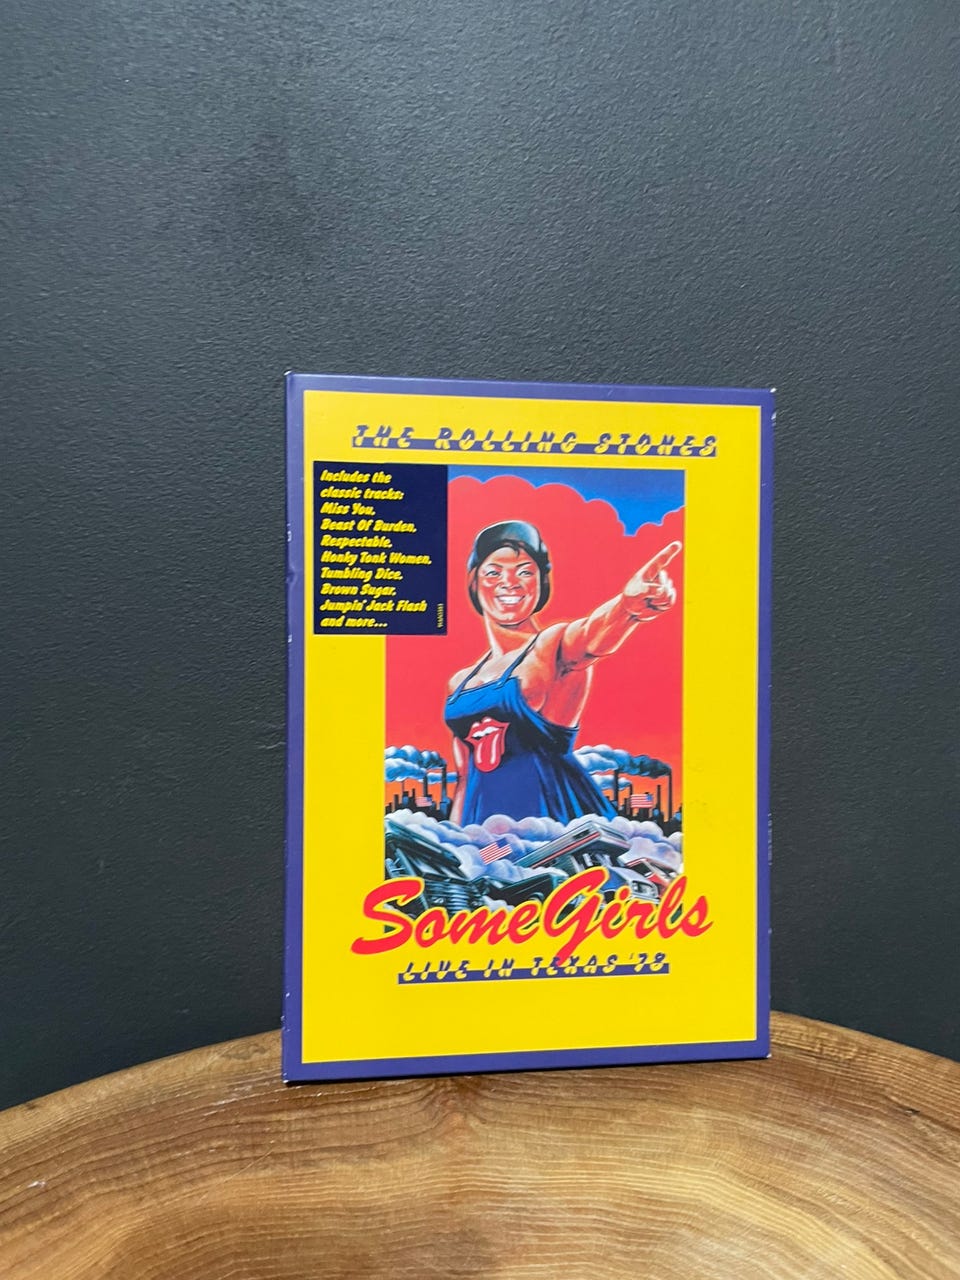 THE ROLLING STONES
Includes the
classic tracks:
Miss You,
Beast Of Burden,
Respectable,
Honky Tonk Women,
Tumbling Dice,
Brown Sugar,
Jumpin' Jack Flash
and more...
Some Girls
LIVE IN TEXAS '78